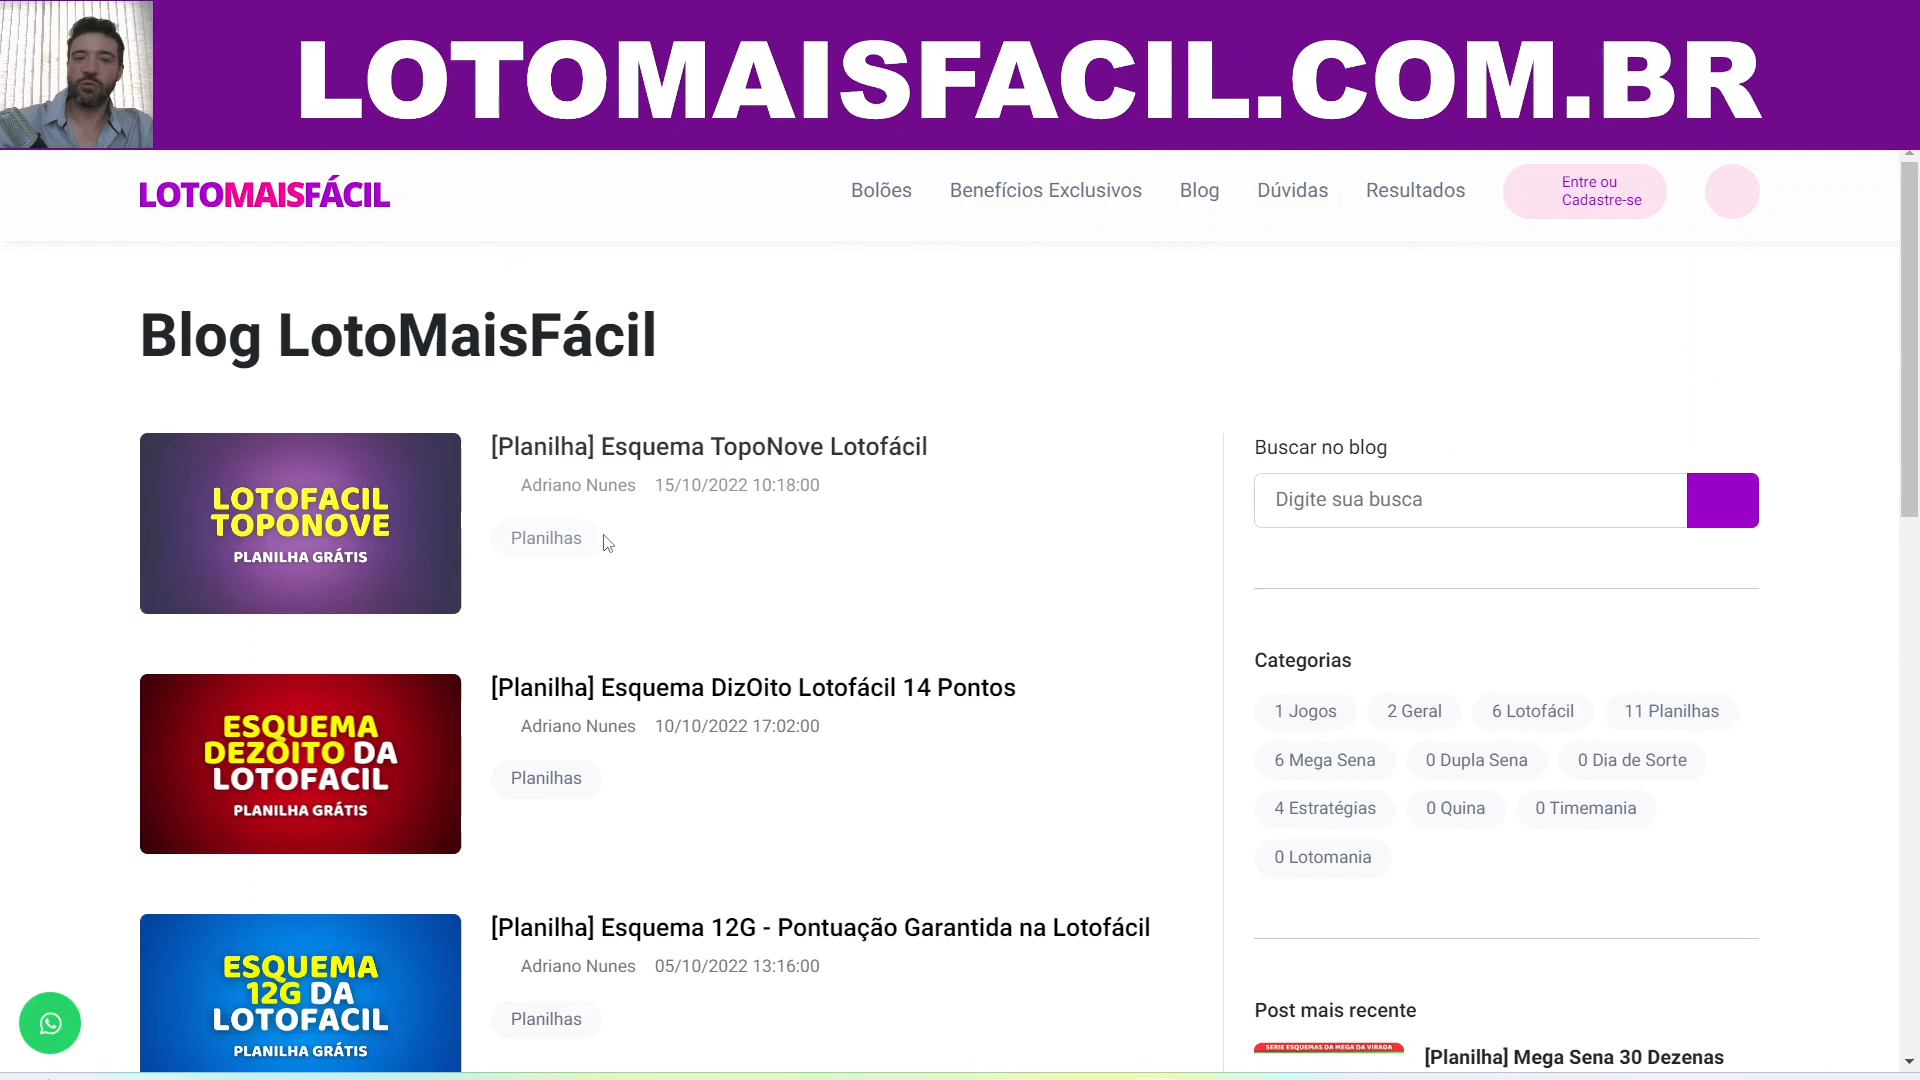 LOTOMAISFACIL.COM.BR
LOTOMAISFÁCIL
Bolões
Benefícios Exclusivos
Blog
Dúvidas
Resultados
Entre ou
Cadastre-se
Blog LotoMaisFácil
LOTOFACIL
TOPONOVE
PLANILHA GRÁTIS
[Planilha] Esquema TopoNove Lotofácil
Adriano Nunes 15/10/2022 10:18:00
Planilhas
ESQUEMA
DEZOITO DA
LOTOFACIL
PLANILHA GRÁTIS
[Planilha] Esquema DizOito Lotofácil 14 Pontos
Adriano Nunes 10/10/2022 17:02:00
Planilhas
ESQUEMA
12G DA
LOTOFACIL
PLANILHA GRÁTIS
[Planilha] Esquema 12G - Pontuação Garantida na Lotofácil
Adriano Nunes 05/10/2022 13:16:00
Planilhas
Buscar no blog
Digite sua busca
Categorias
1 Jogos
2 Geral
6 Lotofácil
11 Planilhas
6 Mega Sena
0 Dupla Sena
0 Dia de Sorte
4 Estratégias
0 Quina
0 Timemania
0 Lotomania
Post mais recente
SERIE ESQUEMAS DA MEGA DA VIRADA
[Planilha] Mega Sena 30 Dezenas